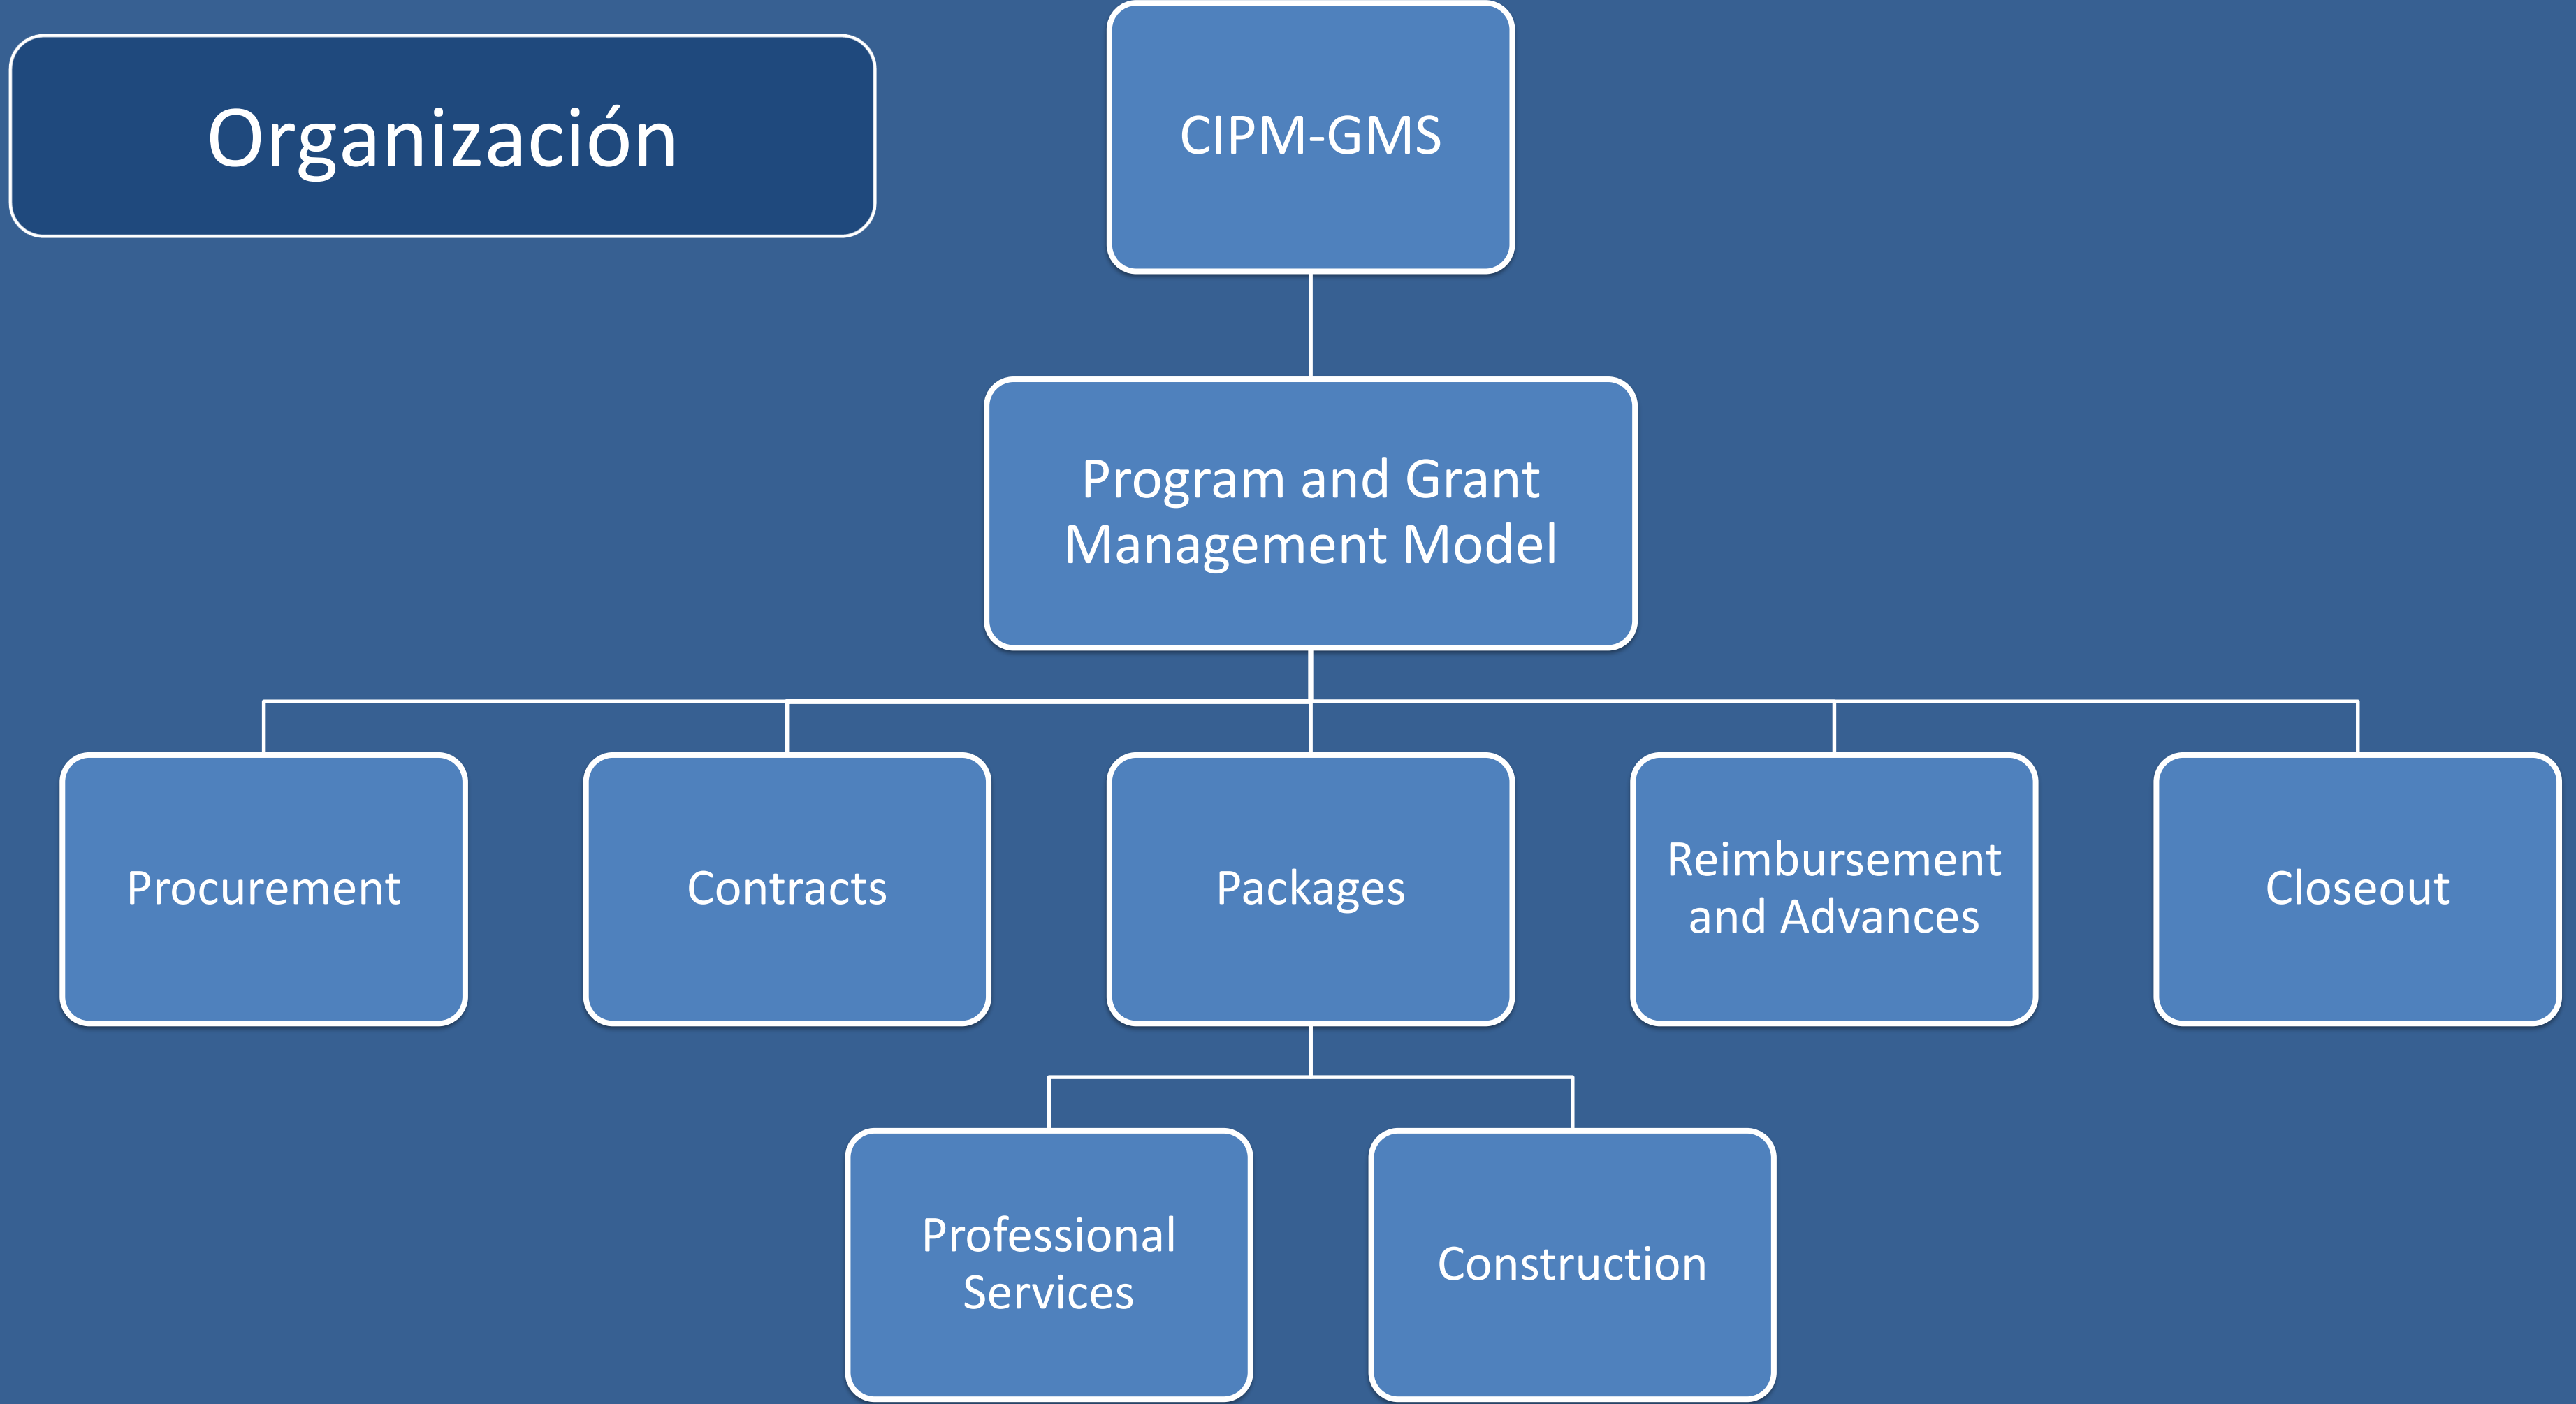 Organización
CIPM-GMS
Program and Grant
Management Model
Procurement
Contracts
Packages
Reimbursement
and Advances
Closeout
Professional
Services
Construction